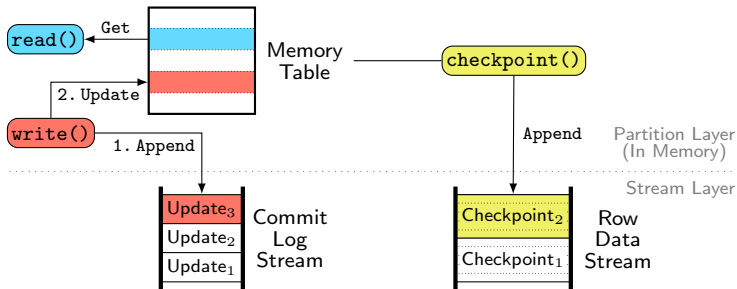 Get
read()
Memory
Table
checkpoint()
2. Update
write()
1. Append
Append
Partition Layer
(In Memory)
Stream Layer
Update₃
Update₂
Update₁
Commit
Log
Stream
Checkpoint₂
Checkpoint₁
Row
Data
Stream